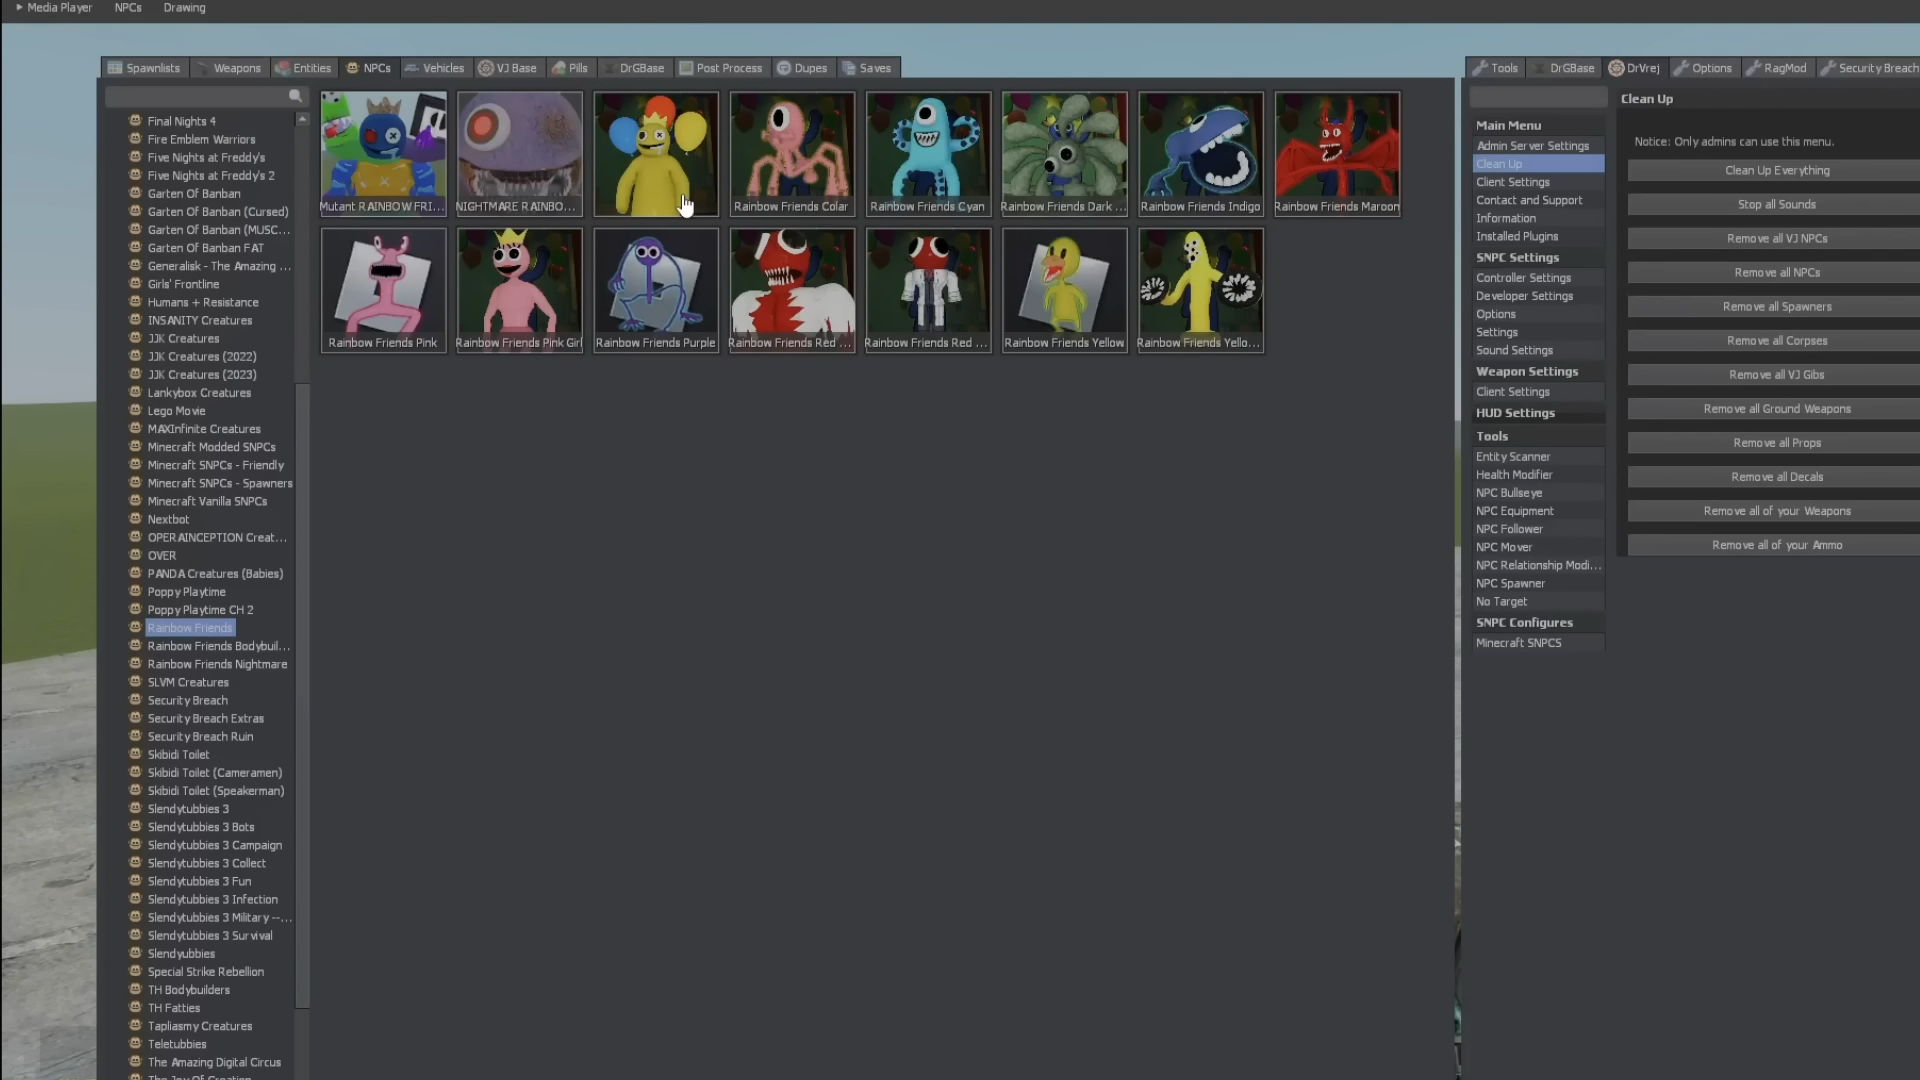 Media Player NPCs Drawing
Spawnlists Weapons Entities NPCs Vehicles VJ Base Pills DrGBase Post Process Dupes Saves
Final Nights 4
Fire Emblem Warriors
Five Nights at Freddy's
Five Nights at Freddy's 2
Garten Of Banban
Garten Of Banban (Cursed)
Garten Of Banban (MUSC...
Garten Of Banban FAT
Generalisk - The Amazing ...
Girls' Frontline
Humans + Resistance
INSANITY Creatures
JJK Creatures
JJK Creatures (2022)
JJK Creatures (2023)
Lankybox Creatures
Lego Movie
MAXInfinite Creatures
Minecraft Modded SNPCs
Minecraft SNPCs - Friendly
Minecraft SNPCs - Spawners
Minecraft Vanilla SNPCs
Nextbot
OPERAINCEPTION Creat...
OVER
PANDA Creatures (Babies)
Poppy Playtime
Poppy Playtime CH 2
Rainbow Friends
Rainbow Friends Bodybuil...
Rainbow Friends Nightmare
SLVM Creatures
Security Breach
Security Breach Extras
Security Breach Ruin
Skibidi Toilet
Skibidi Toilet (Cameramen)
Skibidi Toilet (Speakerman)
Slendytubbies 3
Slendytubbies 3 Bots
Slendytubbies 3 Campaign
Slendytubbies 3 Collect
Slendytubbies 3 Fun
Slendytubbies 3 Infection
Slendytubbies 3 Military --...
Slendytubbies 3 Survival
Slendyubbies
Special Strike Rebellion
TH Bodybuilders
TH Fatties
Tapliasmy Creatures
Teletubbies
The Amazing Digital Circus
The Joy Of Creation
Mutant RAINBOW FRI... NIGHTMARE RAINBO... Rainbow Friends Colar Rainbow Friends Cyan Rainbow Friends Dark ... Rainbow Friends Indigo Rainbow Friends Maroon
Rainbow Friends Pink Rainbow Friends Pink Girl Rainbow Friends Purple Rainbow Friends Red ... Rainbow Friends Red ... Rainbow Friends Yellow Rainbow Friends Yello...
Tools DrGBase DrVrej Options RagMod Security Breach
Main Menu
Admin Server Settings
Clean Up
Client Settings
Contact and Support
Information
Installed Plugins
SNPC Settings
Controller Settings
Developer Settings
Options
Settings
Sound Settings
Weapon Settings
Client Settings
HUD Settings
Tools
Entity Scanner
Health Modifier
NPC Bullseye
NPC Equipment
NPC Follower
NPC Mover
NPC Relationship Modi...
NPC Spawner
No Target
SNPC Configures
Minecraft SNPCS
Clean Up
Notice: Only admins can use this menu.
Clean Up Everything
Stop all Sounds
Remove all VJ NPCs
Remove all NPCs
Remove all Spawners
Remove all Corpses
Remove all VJ Gibs
Remove all Ground Weapons
Remove all Props
Remove all Decals
Remove all of your Weapons
Remove all of your Ammo